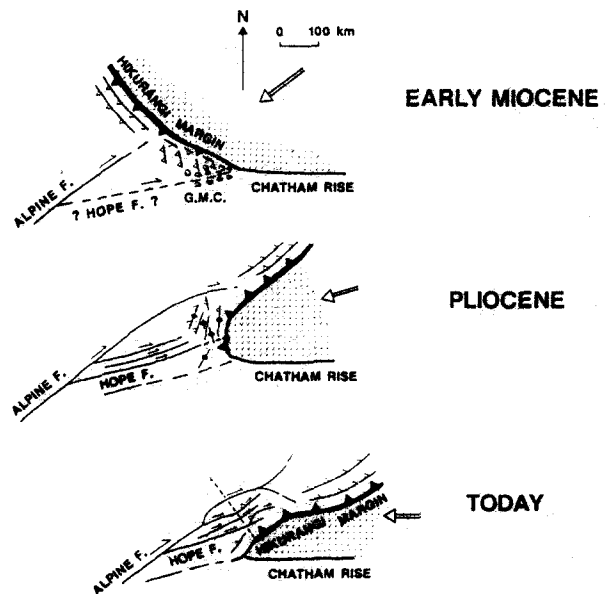 N
0 100 km
HIKURANGI MARGIN
EARLY MIOCENE
ALPINE F.
? HOPE F. ?
G.M.C.
CHATHAM RISE
PLIOCENE
ALPINE F.
HOPE F.
CHATHAM RISE
TODAY
HIKURANGI MARGIN
ALPINE F.
HOPE F.
CHATHAM RISE